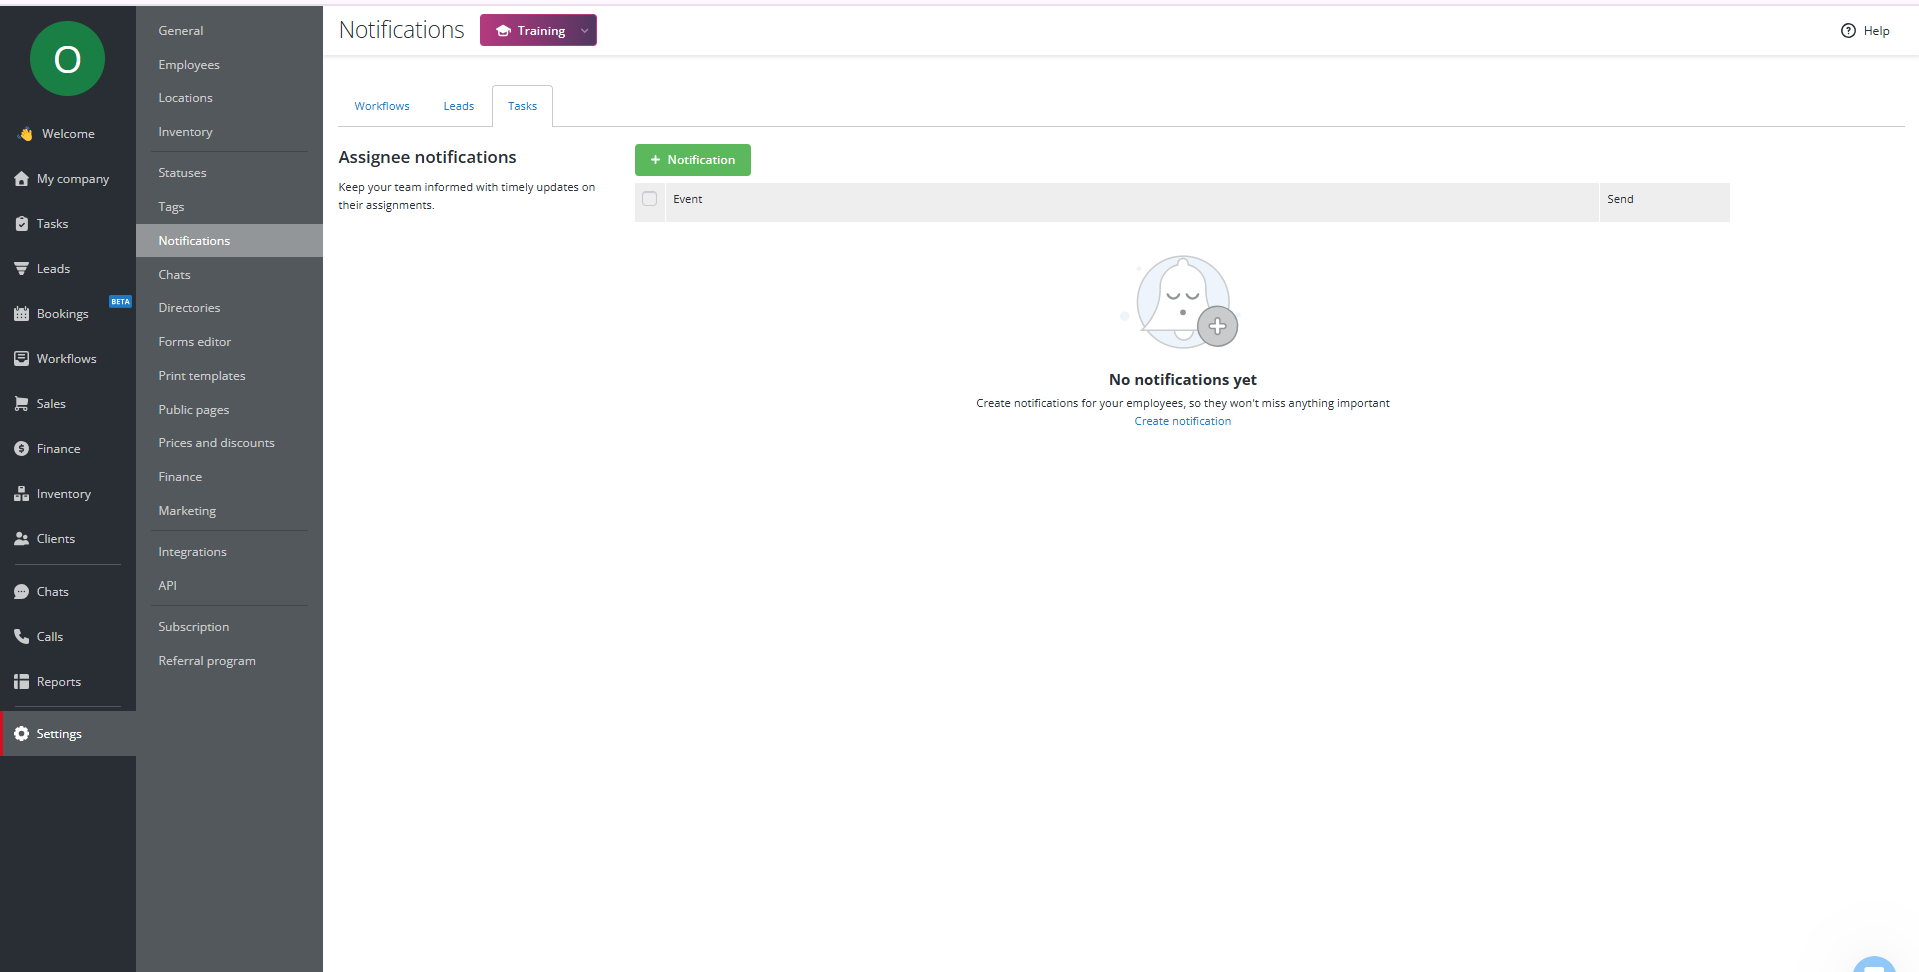 O
Welcome
My company
Tasks
Leads
BETA
Bookings
Workflows
Sales
Finance
Inventory
Clients
Chats
Calls
Reports
Settings
General
Employees
Locations
Inventory
Statuses
Tags
Notifications
Chats
Directories
Forms editor
Print templates
Public pages
Prices and discounts
Finance
Marketing
Integrations
API
Subscription
Referral program
Notifications
Training
Help
Workflows
Leads
Tasks
Assignee notifications
Keep your team informed with timely updates on
their assignments.
+ Notification
Event
Send
No notifications yet
Create notifications for your employees, so they won't miss anything important
Create notification